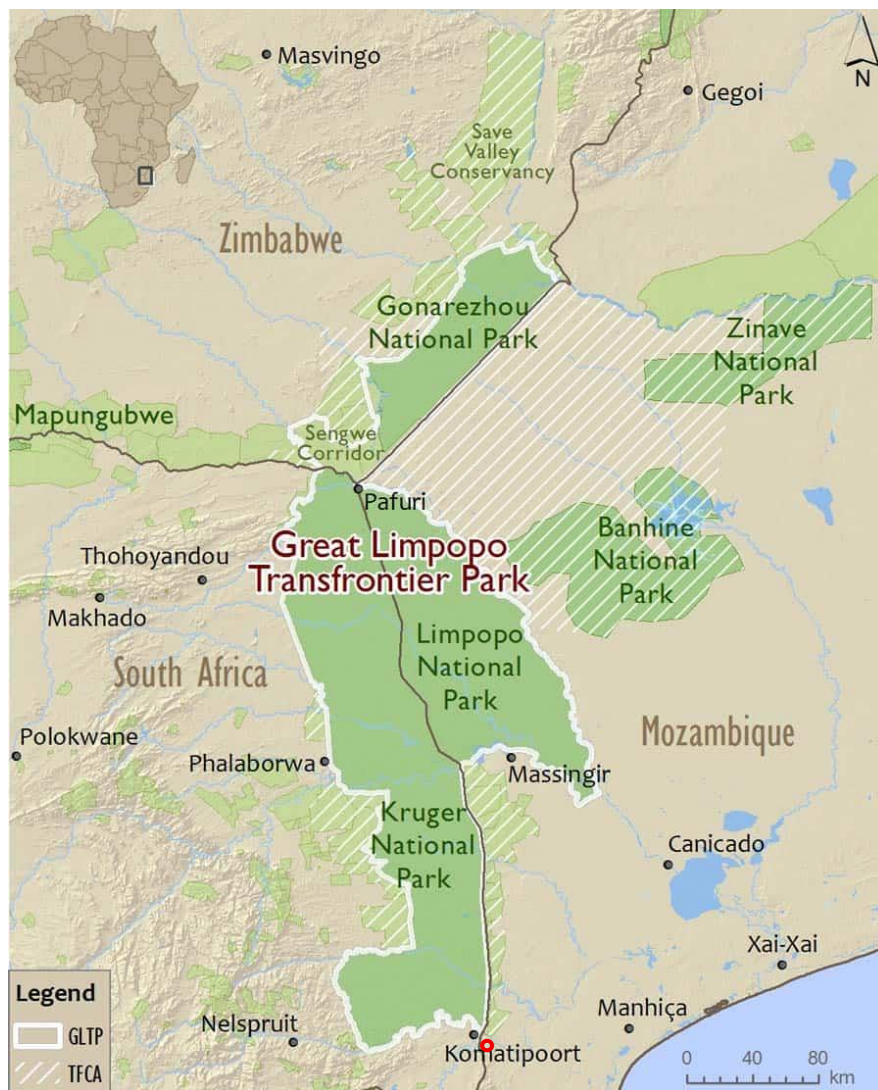 Masvingo
Gegoi
N
Save
Valley
Conservancy
Zimbabwe
Gonarezhou
National Park
Zinave
National
Park
Mapungubwe
Sengwe
Corridor
Pafuri
Great Limpopo
Transfrontier Park
Banhine
National
Park
Thohoyandou
Makhado
Limpopo
National
Park
South Africa
Mozambique
Polokwane
Phalaborwa
Massingir
Kruger
National
Park
Canicado
Xai-Xai
Legend
GLTP
TFCA
Nelspruit
Komatipoort
Manhiça
0 40 80
km